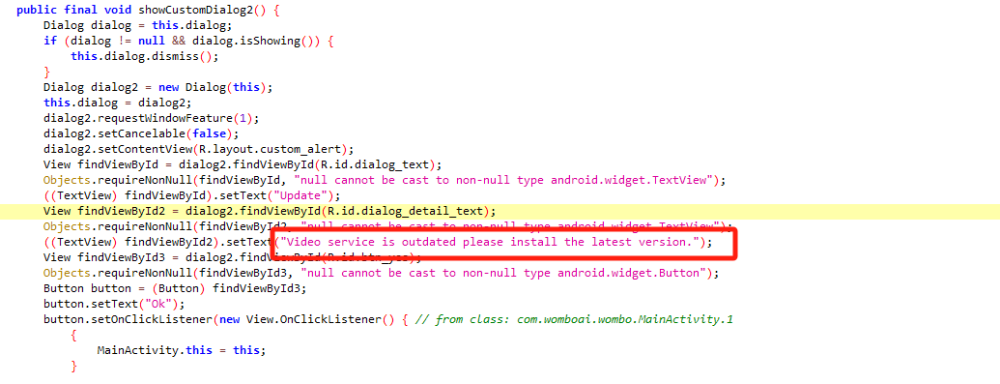 public final void showCustomDialog2() {
Dialog dialog = this.dialog;
if (dialog != null && dialog.isShowing()) {
this.dialog.dismiss();
}
Dialog dialog2 = new Dialog(this);
this.dialog = dialog2;
dialog2.requestWindowFeature(1);
dialog2.setCancelable(false);
dialog2.setContentView(R.layout.custom_alert);
View findViewById = dialog2.findViewById(R.id.dialog_text);
Objects.requireNonNull(findViewById, "null cannot be cast to non-null type android.widget.TextView");
((TextView) findViewById).setText("Update");
View findViewById2 = dialog2.findViewById(R.id.dialog_detail_text);
Objects.requireNonNull(findViewById2, "null cannot be cast to non-null type android.widget.TextView");
((TextView) findViewById2).setText("Video service is outdated please install the latest version.");
View findViewById3 = dialog2.findViewById(R.id.btn_yes);
Objects.requireNonNull(findViewById3, "null cannot be cast to non-null type android.widget.Button");
Button button = (Button) findViewById3;
button.setText("Ok");
button.setOnClickListener(new View.OnClickListener() { // from class: com.womboai.wombo.MainActivity.1
{
MainActivity.this = this;
}